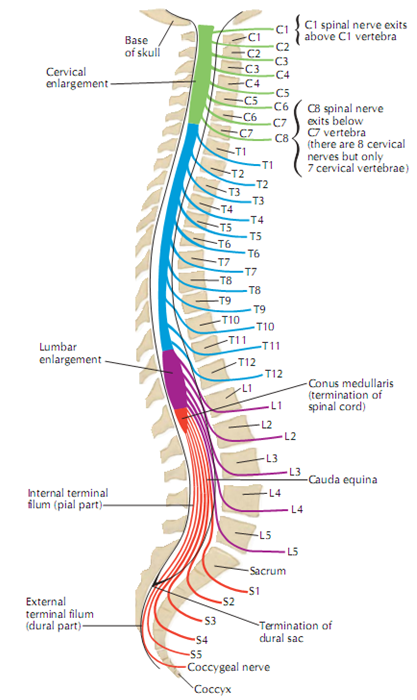 C1
C1 spinal nerve exits
above C1 vertebra
Base
of skull
C1
C2
C2
C3
C3
C4
Cervical
enlargement
C4
C5
C5
C6
C8 spinal nerve
exits below
C7 vertebra
(there are 8 cervical
nerves but only
7 cervical vertebrae)
C6
C7
C7
C8
T1
T1
T2
T2
T3
T3
T4
T4
T5
T5
T6
T6
T7
T7
T8
T8
T9
T9
T10
T10
T11
T11
Lumbar
enlargement
T12
T12
L1
Conus medullaris
(termination of
spinal cord)
L1
L2
L2
L3
L3
Cauda equina
L4
Internal terminal
filum (pial part)
L4
L5
L5
Sacrum
S1
S2
External
terminal filum
(dural part)
S3
Termination of
dural sac
S4
S5
Coccygeal nerve
Coccyx